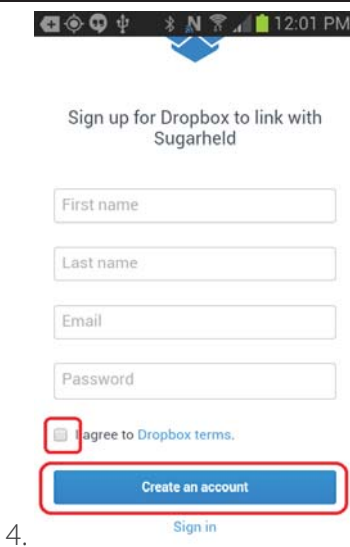 12:01 PM
Sign up for Dropbox to link with
Sugarheld
First name
Last name
Email
Password
I agree to Dropbox terms.
Create an account
4.
Sign in